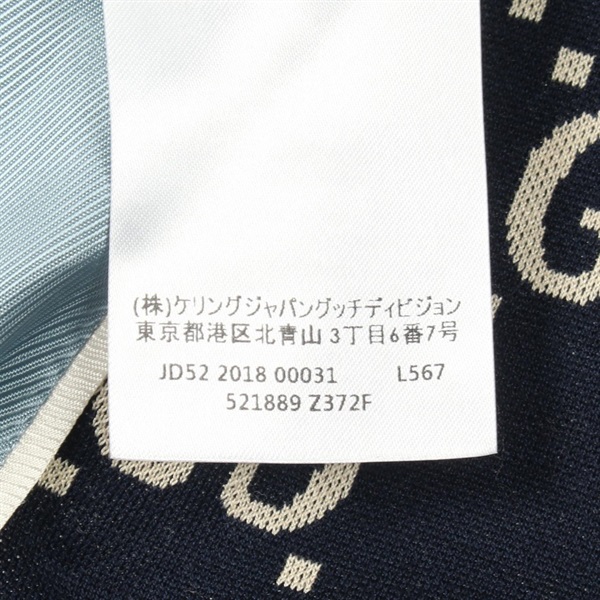 (株)ケリングジャパングッチディビジョン
東京都港区北青山3丁目6番7号
JD52 2018 00031 L567
521889 Z372F
G